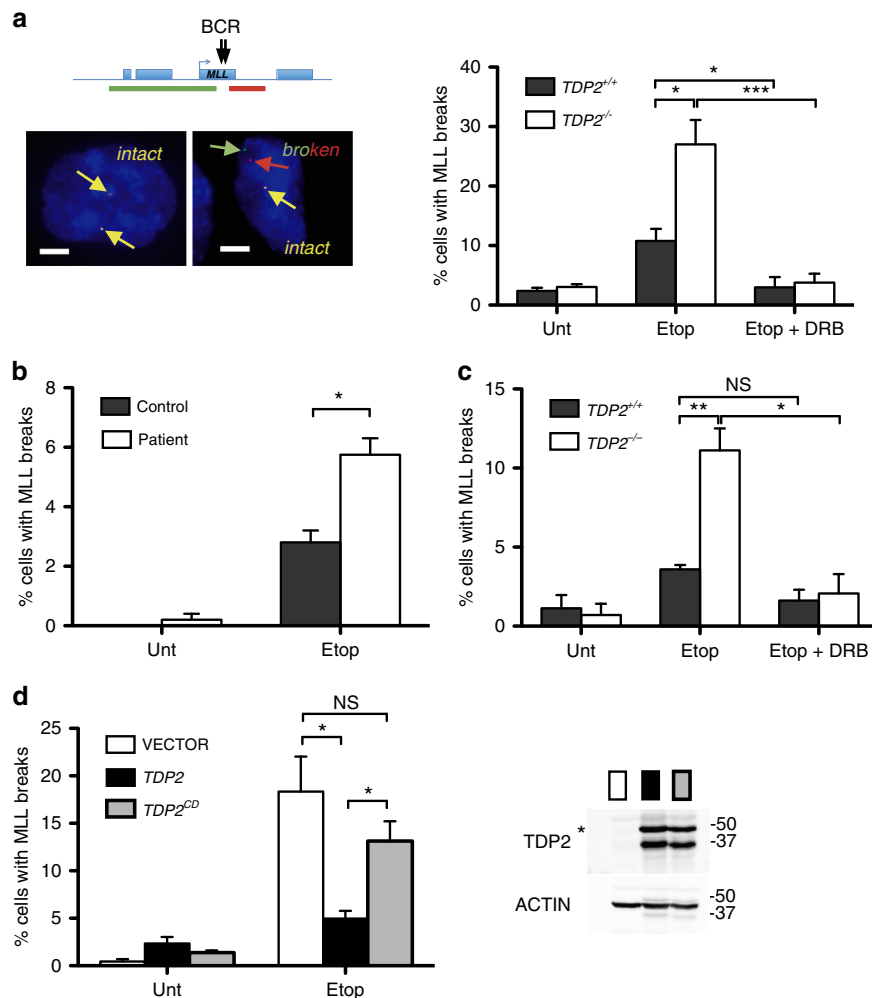 a
BCR
MLL
intact
broken
intact
% cells with MLL breaks
40
30
20
10
0
TDP2+/+
TDP2-/-
*
*
***
Unt
Etop
Etop + DRB
b
% cells with MLL breaks
8
6
4
2
0
Control
Patient
*
Unt
Etop
c
% cells with MLL breaks
15
10
5
0
TDP2+/+
TDP2–/–
NS
**
*
Unt
Etop
Etop + DRB
d
% cells with MLL breaks
25
20
15
10
5
0
VECTOR
TDP2
TDP2CD
NS
*
*
Unt
Etop
TDP2
*
-50
-37
ACTIN
-50
-37